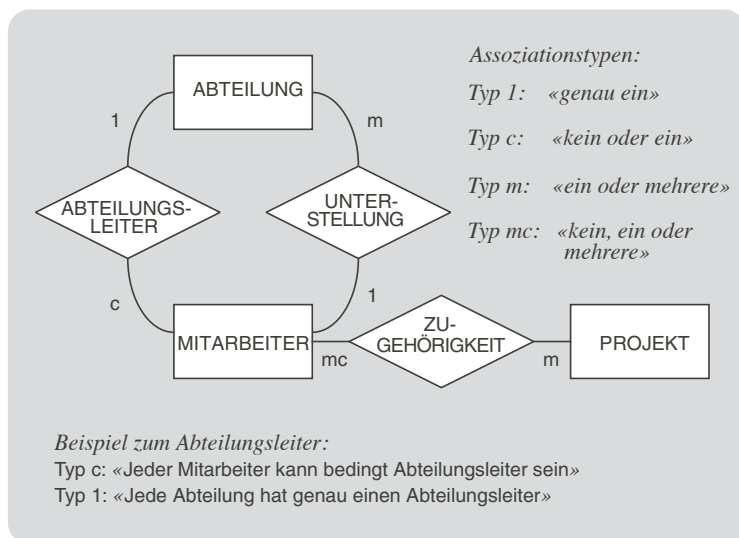 ABTEILUNG
1
m
ABTEILUNGS-
LEITER
UNTER-
STELLUNG
c
1
MITARBEITER
mc
ZU-
GEHÖRIGKEIT
m
PROJEKT
Assoziationstypen:
Typ 1: «genau ein»
Typ c: «kein oder ein»
Typ m: «ein oder mehrere»
Typ mc: «kein, ein oder
mehrere»
Beispiel zum Abteilungsleiter:
Typ c: «Jeder Mitarbeiter kann bedingt Abteilungsleiter sein»
Typ 1: «Jede Abteilung hat genau einen Abteilungsleiter»